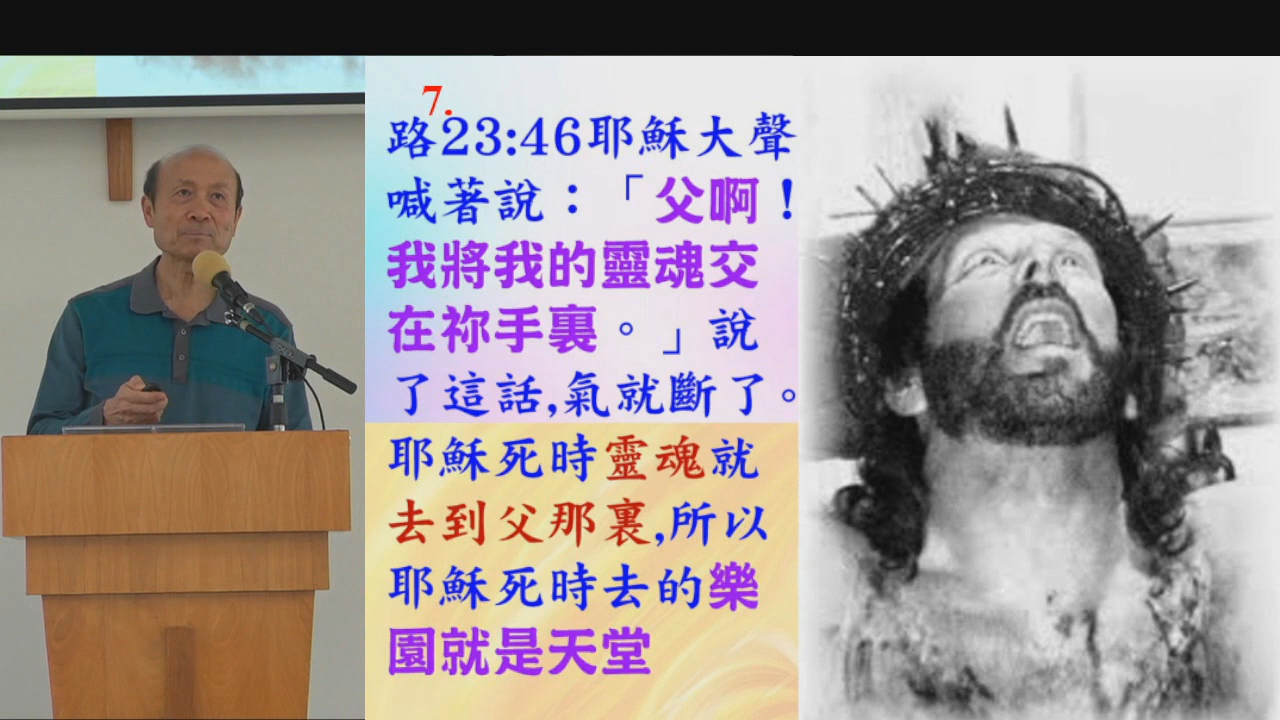 7.
路23:46耶穌大聲
喊著說：「父啊！
我將我的靈魂交
在祢手裏。」說
了這話,氣就斷了。
耶穌死時靈魂就
去到父那裏,所以
耶穌死時去的樂
園就是天堂